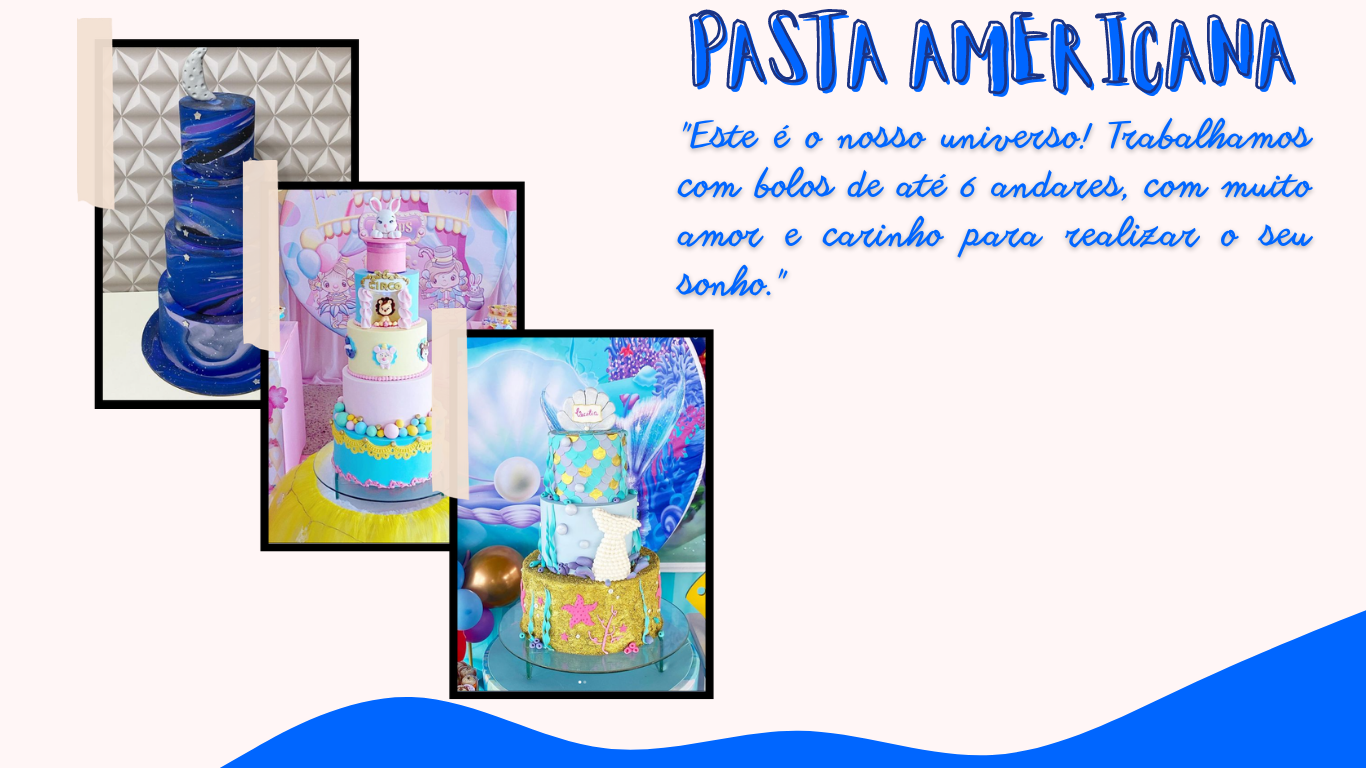 PASTA AMERICANA
"Este é o nosso universo! Trabalhamos
com bolos de até 6 andares, com muito
amor e carinho para realizar o seu
sonho."
CIRCO